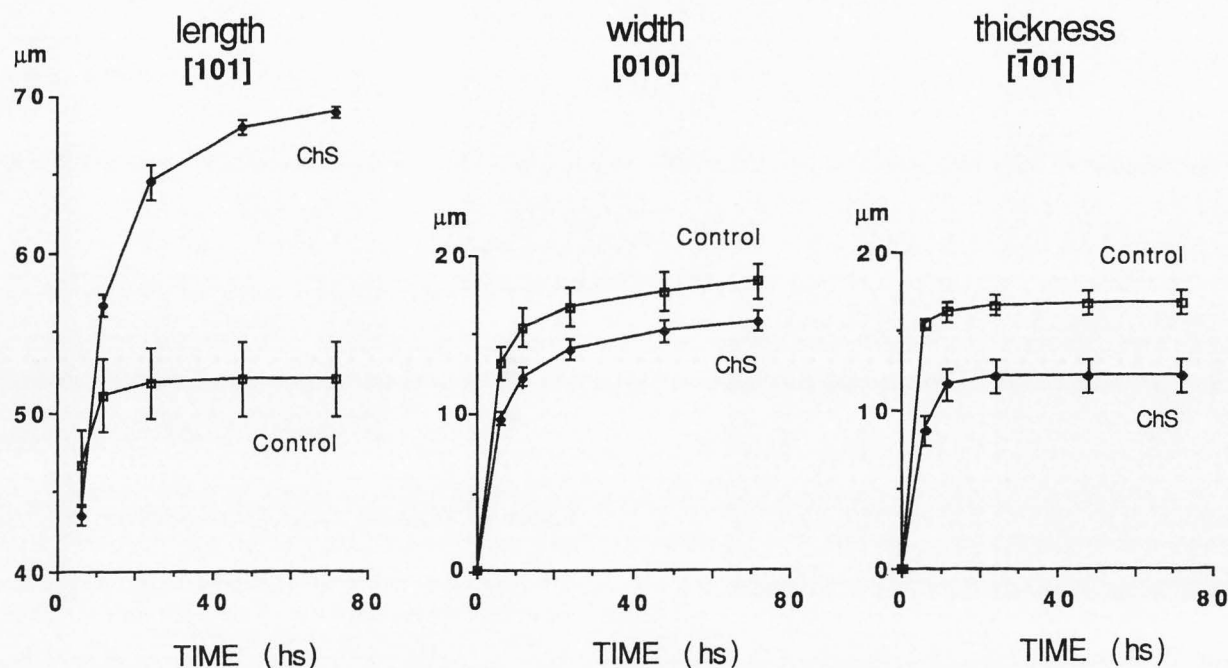 length
[101]
μm
70
60
50
40
0
40
80
ChS
Control
TIME (hs)
width
[010]
μm
20
10
0
0
40
80
Control
ChS
TIME (hs)
thickness
[1̄01]
μm
20
10
0
0
40
80
Control
ChS
TIME (hs)